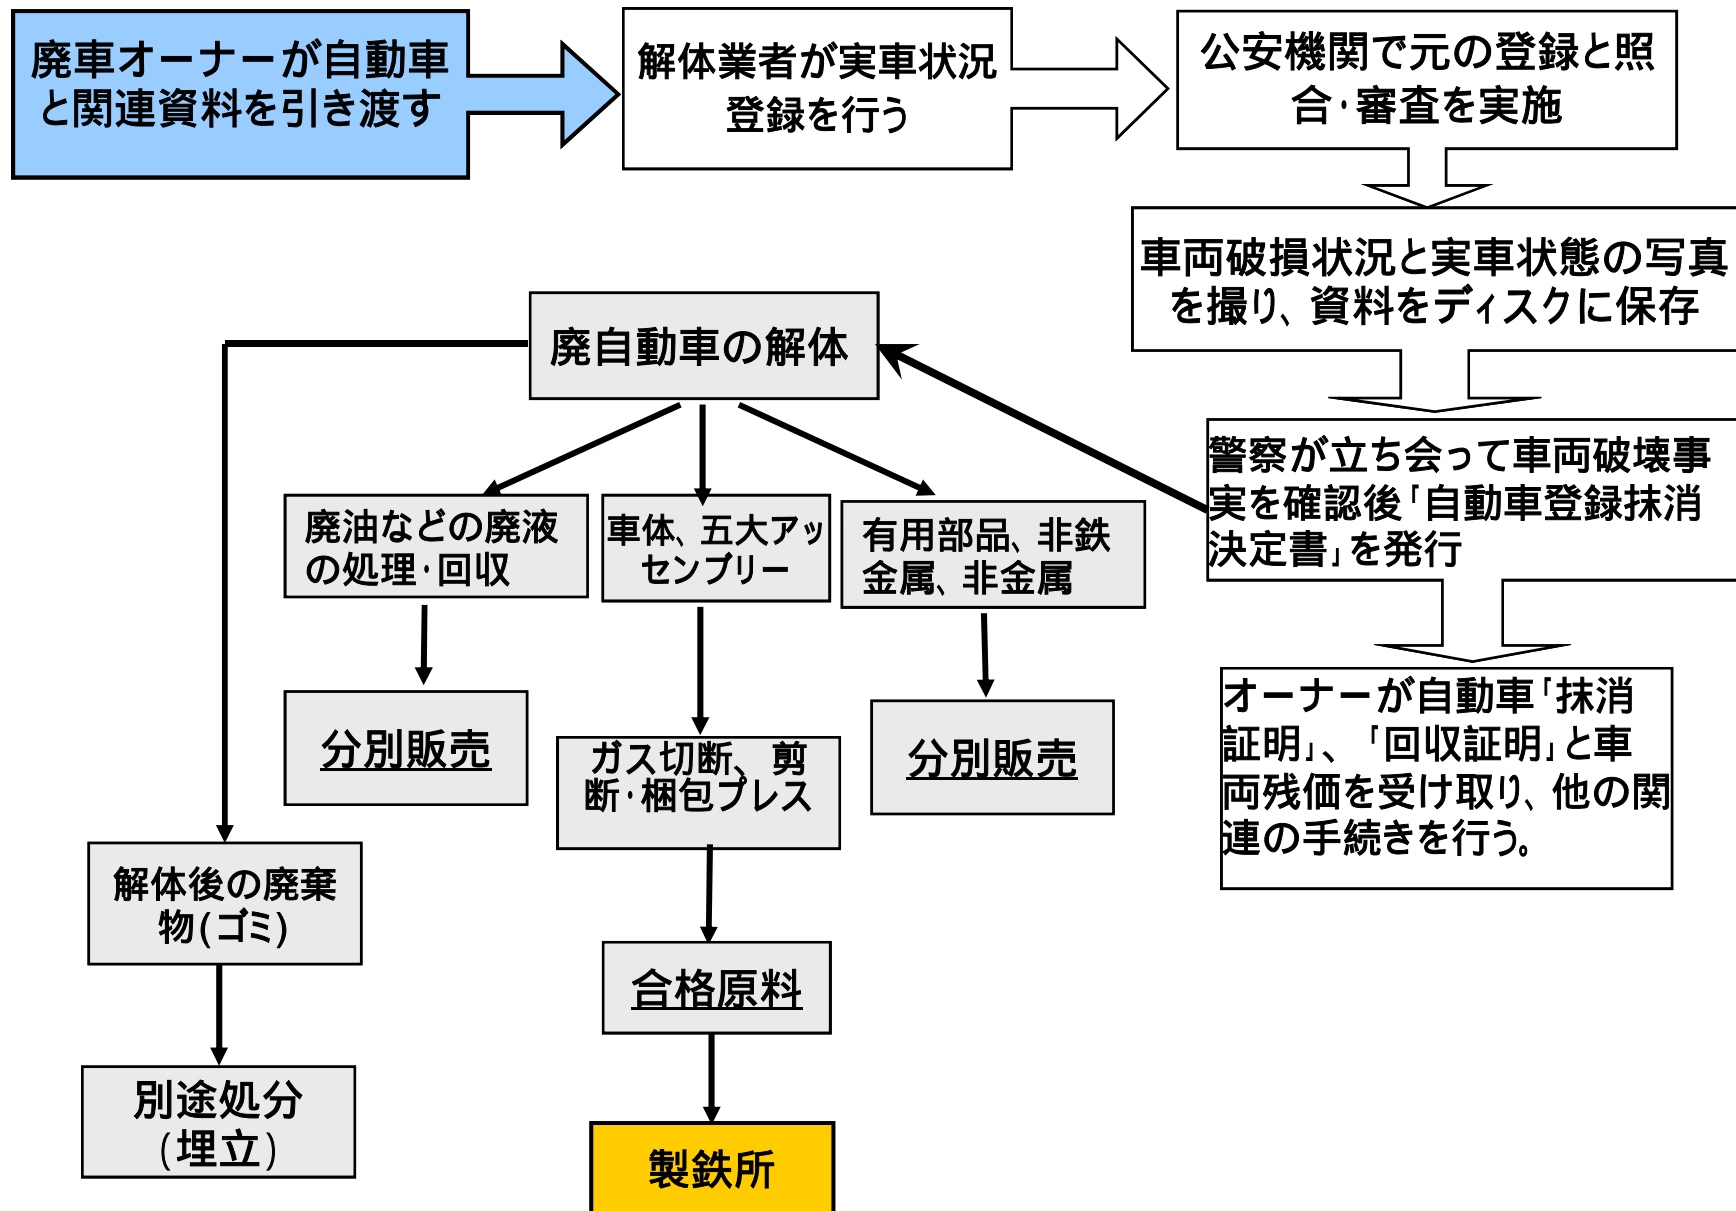 廃車オーナーが自動車
と関連資料を引き渡す
解体業者が実車状況
登録を行う
公安機関で元の登録と照
合・審査を実施
車両破損状況と実車状態の写真
を撮り、資料をディスクに保存
警察が立ち会って車両破壊事
実を確認後「自動車登録抹消
決定書」を発行
オーナーが自動車「抹消
証明」、「回収証明」と車
両残価を受け取り、他の関
連の手続きを行う。
廃自動車の解体
廃油などの廃液
の処理・回収
車体、五大アッ
センブリー
有用部品、非鉄
金属、非金属
分別販売
ガス切断、剪
断・梱包プレス
分別販売
解体後の廃棄
物(ゴミ)
合格原料
別途処分
(埋立)
製鉄所